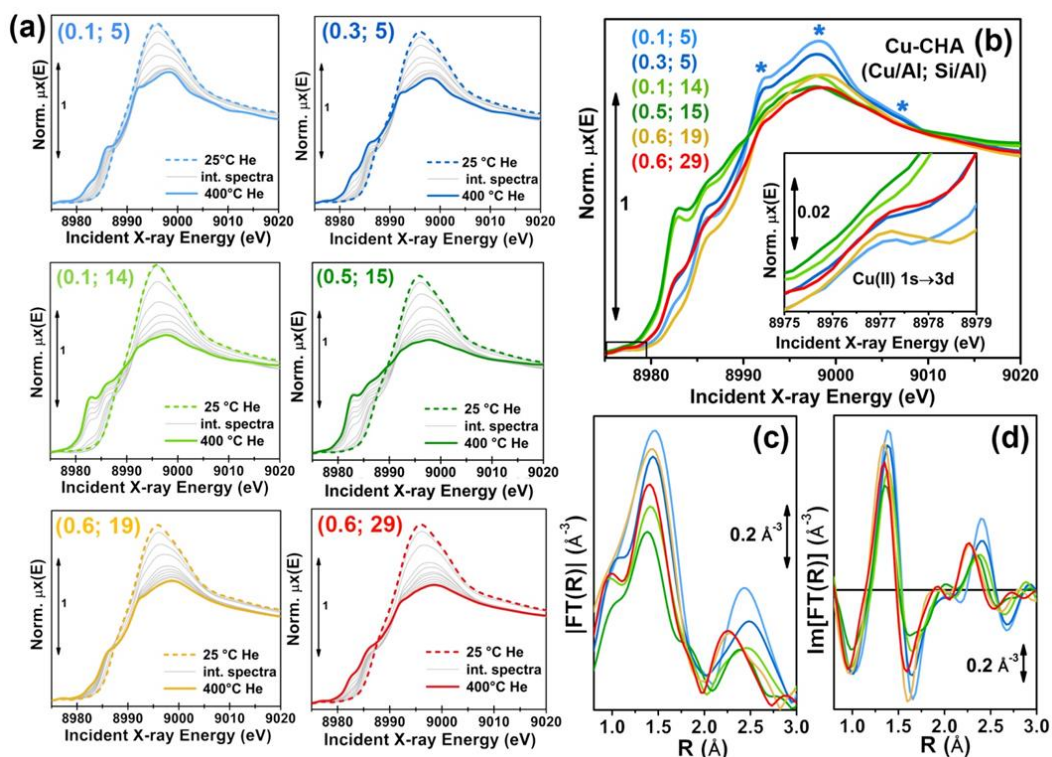 (a)
(0.1; 5)
Norm. μx(E)
1
25°C He
int. spectra
400°C He
8980 8990 9000 9010 9020
Incident X-ray Energy (eV)
(0.3; 5)
Norm. μx(E)
1
25 °C He
int. spectra
400°C He
8980 8990 9000 9010 9020
Incident X-ray Energy (eV)
(0.1; 14)
Norm. μx(E)
1
25 °C He
int. spectra
400 °C He
8980 8990 9000 9010 9020
Incident X-ray Energy (eV)
(0.5; 15)
Norm. μx(E)
1
25 °C He
int. spectra
400 °C He
8980 8990 9000 9010 9020
Incident X-ray Energy (eV)
(0.6; 19)
Norm. μx(E)
1
25 °C He
int. spectra
400°C He
8980 8990 9000 9010 9020
Incident X-ray Energy (eV)
(0.6; 29)
Norm. μx(E)
1
25 °C He
int. spectra
400°C He
8980 8990 9000 9010 9020
Incident X-ray Energy (eV)
(b)
(0.1; 5)
(0.3; 5)
(0.1; 14)
(0.5; 15)
(0.6; 19)
(0.6; 29)
* * *
Cu-CHA
(Cu/Al; Si/Al)
Norm. μx(E)
1
Norm. μx(E)
0.02
Cu(II) 1s→3d
8975 8976 8977 8978 8979
Incident X-ray Energy (eV)
8980 8990 9000 9010 9020
Incident X-ray Energy (eV)
(c)
|FT(R)| (Å⁻³)
0.2 Å⁻³
1.0 1.5 2.0 2.5 3.0
R (Å)
(d)
Im[FT(R)] (Å⁻³)
0.2 Å⁻³
1.0 1.5 2.0 2.5 3.0
R (Å)